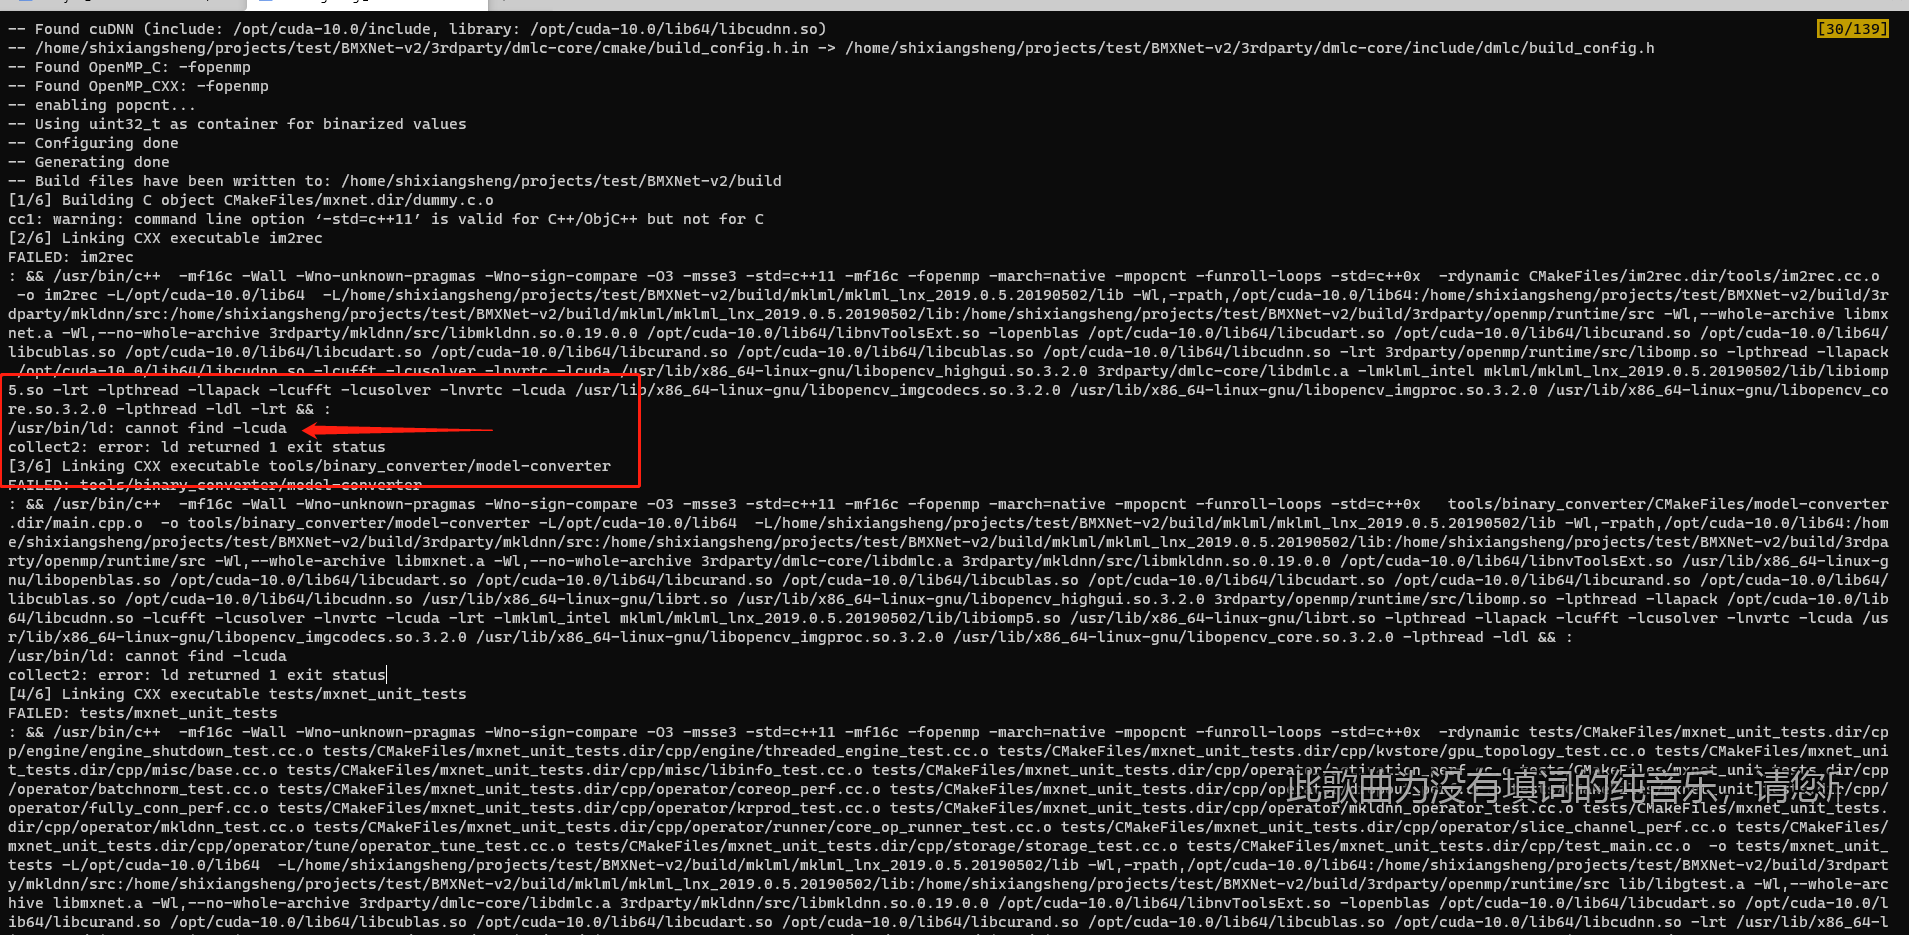 -- Found cuDNN (include: /opt/cuda-10.0/include, library: /opt/cuda-10.0/lib64/libcudnn.so)
[30/139]
-- /home/shixiangsheng/projects/test/BMXNet-v2/3rdparty/dmlc-core/cmake/build_config.h.in -> /home/shixiangsheng/projects/test/BMXNet-v2/3rdparty/dmlc-core/include/dmlc/build_config.h
-- Found OpenMP_C: -fopenmp
-- Found OpenMP_CXX: -fopenmp
-- enabling popcnt...
-- Using uint32_t as container for binarized values
-- Configuring done
-- Generating done
-- Build files have been written to: /home/shixiangsheng/projects/test/BMXNet-v2/build
[1/6] Building C object CMakeFiles/mxnet.dir/dummy.c.o
cc1: warning: command line option ‘-std=c++11’ is valid for C++/ObjC++ but not for C
[2/6] Linking CXX executable im2rec
FAILED: im2rec
: && /usr/bin/c++  -mf16c -Wall -Wno-unknown-pragmas -Wno-sign-compare -O3 -msse3 -std=c++11 -mf16c -fopenmp -march=native -mpopcnt -funroll-loops -std=c++0x  -rdynamic CMakeFiles/im2rec.dir/tools/im2rec.cc.o
-o im2rec -L/opt/cuda-10.0/lib64  -L/home/shixiangsheng/projects/test/BMXNet-v2/build/mklml/mklml_lnx_2019.0.5.20190502/lib -Wl,-rpath,/opt/cuda-10.0/lib64:/home/shixiangsheng/projects/test/BMXNet-v2/build/3r
dparty/mkldnn/src:/home/shixiangsheng/projects/test/BMXNet-v2/build/mklml/mklml_lnx_2019.0.5.20190502/lib:/home/shixiangsheng/projects/test/BMXNet-v2/build/3rdparty/openmp/runtime/src -Wl,--whole-archive libmx
net.a -Wl,--no-whole-archive 3rdparty/mkldnn/src/libmkldnn.so.0.19.0.0 /opt/cuda-10.0/lib64/libnvToolsExt.so -lopenblas /opt/cuda-10.0/lib64/libcudart.so /opt/cuda-10.0/lib64/libcurand.so /opt/cuda-10.0/lib64/
libcublas.so /opt/cuda-10.0/lib64/libcudart.so /opt/cuda-10.0/lib64/libcurand.so /opt/cuda-10.0/lib64/libcublas.so /opt/cuda-10.0/lib64/libcudnn.so -lrt 3rdparty/openmp/runtime/src/libomp.so -lpthread -llapack
/opt/cuda-10.0/lib64/libcudnn.so -lcufft -lcusolver -lnvrtc -lcuda /usr/lib/x86_64-linux-gnu/libopencv_highgui.so.3.2.0 3rdparty/dmlc-core/libdmlc.a -lmklml_intel mklml/mklml_lnx_2019.0.5.20190502/lib/libiomp
5.so -lrt -lpthread -llapack -lcufft -lcusolver -lnvrtc -lcuda /usr/lib/x86_64-linux-gnu/libopencv_imgcodecs.so.3.2.0 /usr/lib/x86_64-linux-gnu/libopencv_imgproc.so.3.2.0 /usr/lib/x86_64-linux-gnu/libopencv_co
re.so.3.2.0 -lpthread -ldl -lrt && :
/usr/bin/ld: cannot find -lcuda
collect2: error: ld returned 1 exit status
[3/6] Linking CXX executable tools/binary_converter/model-converter
FAILED: tools/binary_converter/model-converter
: && /usr/bin/c++  -mf16c -Wall -Wno-unknown-pragmas -Wno-sign-compare -O3 -msse3 -std=c++11 -mf16c -fopenmp -march=native -mpopcnt -funroll-loops -std=c++0x   tools/binary_converter/CMakeFiles/model-converter
.dir/main.cpp.o  -o tools/binary_converter/model-converter -L/opt/cuda-10.0/lib64  -L/home/shixiangsheng/projects/test/BMXNet-v2/build/mklml/mklml_lnx_2019.0.5.20190502/lib -Wl,-rpath,/opt/cuda-10.0/lib64:/hom
e/shixiangsheng/projects/test/BMXNet-v2/build/3rdparty/mkldnn/src:/home/shixiangsheng/projects/test/BMXNet-v2/build/mklml/mklml_lnx_2019.0.5.20190502/lib:/home/shixiangsheng/projects/test/BMXNet-v2/build/3rdpa
rty/openmp/runtime/src -Wl,--whole-archive libmxnet.a -Wl,--no-whole-archive 3rdparty/dmlc-core/libdmlc.a 3rdparty/mkldnn/src/libmkldnn.so.0.19.0.0 /opt/cuda-10.0/lib64/libnvToolsExt.so /usr/lib/x86_64-linux-g
nu/libopenblas.so /opt/cuda-10.0/lib64/libcudart.so /opt/cuda-10.0/lib64/libcurand.so /opt/cuda-10.0/lib64/libcublas.so /opt/cuda-10.0/lib64/libcudart.so /opt/cuda-10.0/lib64/libcurand.so /opt/cuda-10.0/lib64/
libcublas.so /opt/cuda-10.0/lib64/libcudnn.so /usr/lib/x86_64-linux-gnu/librt.so /usr/lib/x86_64-linux-gnu/libopencv_highgui.so.3.2.0 3rdparty/openmp/runtime/src/libomp.so -lpthread -llapack /opt/cuda-10.0/lib
64/libcudnn.so -lcufft -lcusolver -lnvrtc -lcuda -lrt -lmklml_intel mklml/mklml_lnx_2019.0.5.20190502/lib/libiomp5.so /usr/lib/x86_64-linux-gnu/librt.so -lpthread -llapack -lcufft -lcusolver -lnvrtc -lcuda /us
r/lib/x86_64-linux-gnu/libopencv_imgcodecs.so.3.2.0 /usr/lib/x86_64-linux-gnu/libopencv_imgproc.so.3.2.0 /usr/lib/x86_64-linux-gnu/libopencv_core.so.3.2.0 -lpthread -ldl && :
/usr/bin/ld: cannot find -lcuda
collect2: error: ld returned 1 exit status
[4/6] Linking CXX executable tests/mxnet_unit_tests
FAILED: tests/mxnet_unit_tests
: && /usr/bin/c++  -mf16c -Wall -Wno-unknown-pragmas -Wno-sign-compare -O3 -msse3 -std=c++11 -mf16c -fopenmp -march=native -mpopcnt -funroll-loops -std=c++0x  -rdynamic tests/CMakeFiles/mxnet_unit_tests.dir/cp
p/engine/engine_shutdown_test.cc.o tests/CMakeFiles/mxnet_unit_tests.dir/cpp/engine/threaded_engine_test.cc.o tests/CMakeFiles/mxnet_unit_tests.dir/cpp/kvstore/gpu_topology_test.cc.o tests/CMakeFiles/mxnet_uni
t_tests.dir/cpp/misc/base.cc.o tests/CMakeFiles/mxnet_unit_tests.dir/cpp/misc/libinfo_test.cc.o tests/CMakeFiles/mxnet_unit_tests.dir/cpp/operator/activation_perf.cc.o tests/CMakeFiles/mxnet_unit_tests.dir/cpp
/operator/batchnorm_test.cc.o tests/CMakeFiles/mxnet_unit_tests.dir/cpp/operator/coreop_perf.cc.o tests/CMakeFiles/mxnet_unit_tests.dir/cpp/
此歌曲为没有填词的纯音乐，请您
operator/fully_conn_perf.cc.o tests/CMakeFiles/mxnet_unit_tests.dir/cpp/operator/krprod_test.cc.o tests/CMakeFiles/mxnet_unit_tests.dir/cpp/operator/mkldnn_operator_test.cc.o tests/CMakeFiles/mxnet_unit_tests.
dir/cpp/operator/mkldnn_test.cc.o tests/CMakeFiles/mxnet_unit_tests.dir/cpp/operator/runner/core_op_runner_test.cc.o tests/CMakeFiles/mxnet_unit_tests.dir/cpp/operator/slice_channel_perf.cc.o tests/CMakeFiles/
mxnet_unit_tests.dir/cpp/operator/tune/operator_tune_test.cc.o tests/CMakeFiles/mxnet_unit_tests.dir/cpp/storage/storage_test.cc.o tests/CMakeFiles/mxnet_unit_tests.dir/cpp/test_main.cc.o  -o tests/mxnet_unit_
tests -L/opt/cuda-10.0/lib64  -L/home/shixiangsheng/projects/test/BMXNet-v2/build/mklml/mklml_lnx_2019.0.5.20190502/lib -Wl,-rpath,/opt/cuda-10.0/lib64:/home/shixiangsheng/projects/test/BMXNet-v2/build/3rdpart
y/mkldnn/src:/home/shixiangsheng/projects/test/BMXNet-v2/build/mklml/mklml_lnx_2019.0.5.20190502/lib:/home/shixiangsheng/projects/test/BMXNet-v2/build/3rdparty/openmp/runtime/src lib/libgtest.a -Wl,--whole-arc
hive libmxnet.a -Wl,--no-whole-archive 3rdparty/dmlc-core/libdmlc.a 3rdparty/mkldnn/src/libmkldnn.so.0.19.0.0 /opt/cuda-10.0/lib64/libnvToolsExt.so -lopenblas /opt/cuda-10.0/lib64/libcudart.so /opt/cuda-10.0/l
ib64/libcurand.so /opt/cuda-10.0/lib64/libcublas.so /opt/cuda-10.0/lib64/libcudart.so /opt/cuda-10.0/lib64/libcurand.so /opt/cuda-10.0/lib64/libcublas.so /opt/cuda-10.0/lib64/libcudnn.so -lrt /usr/lib/x86_64-l